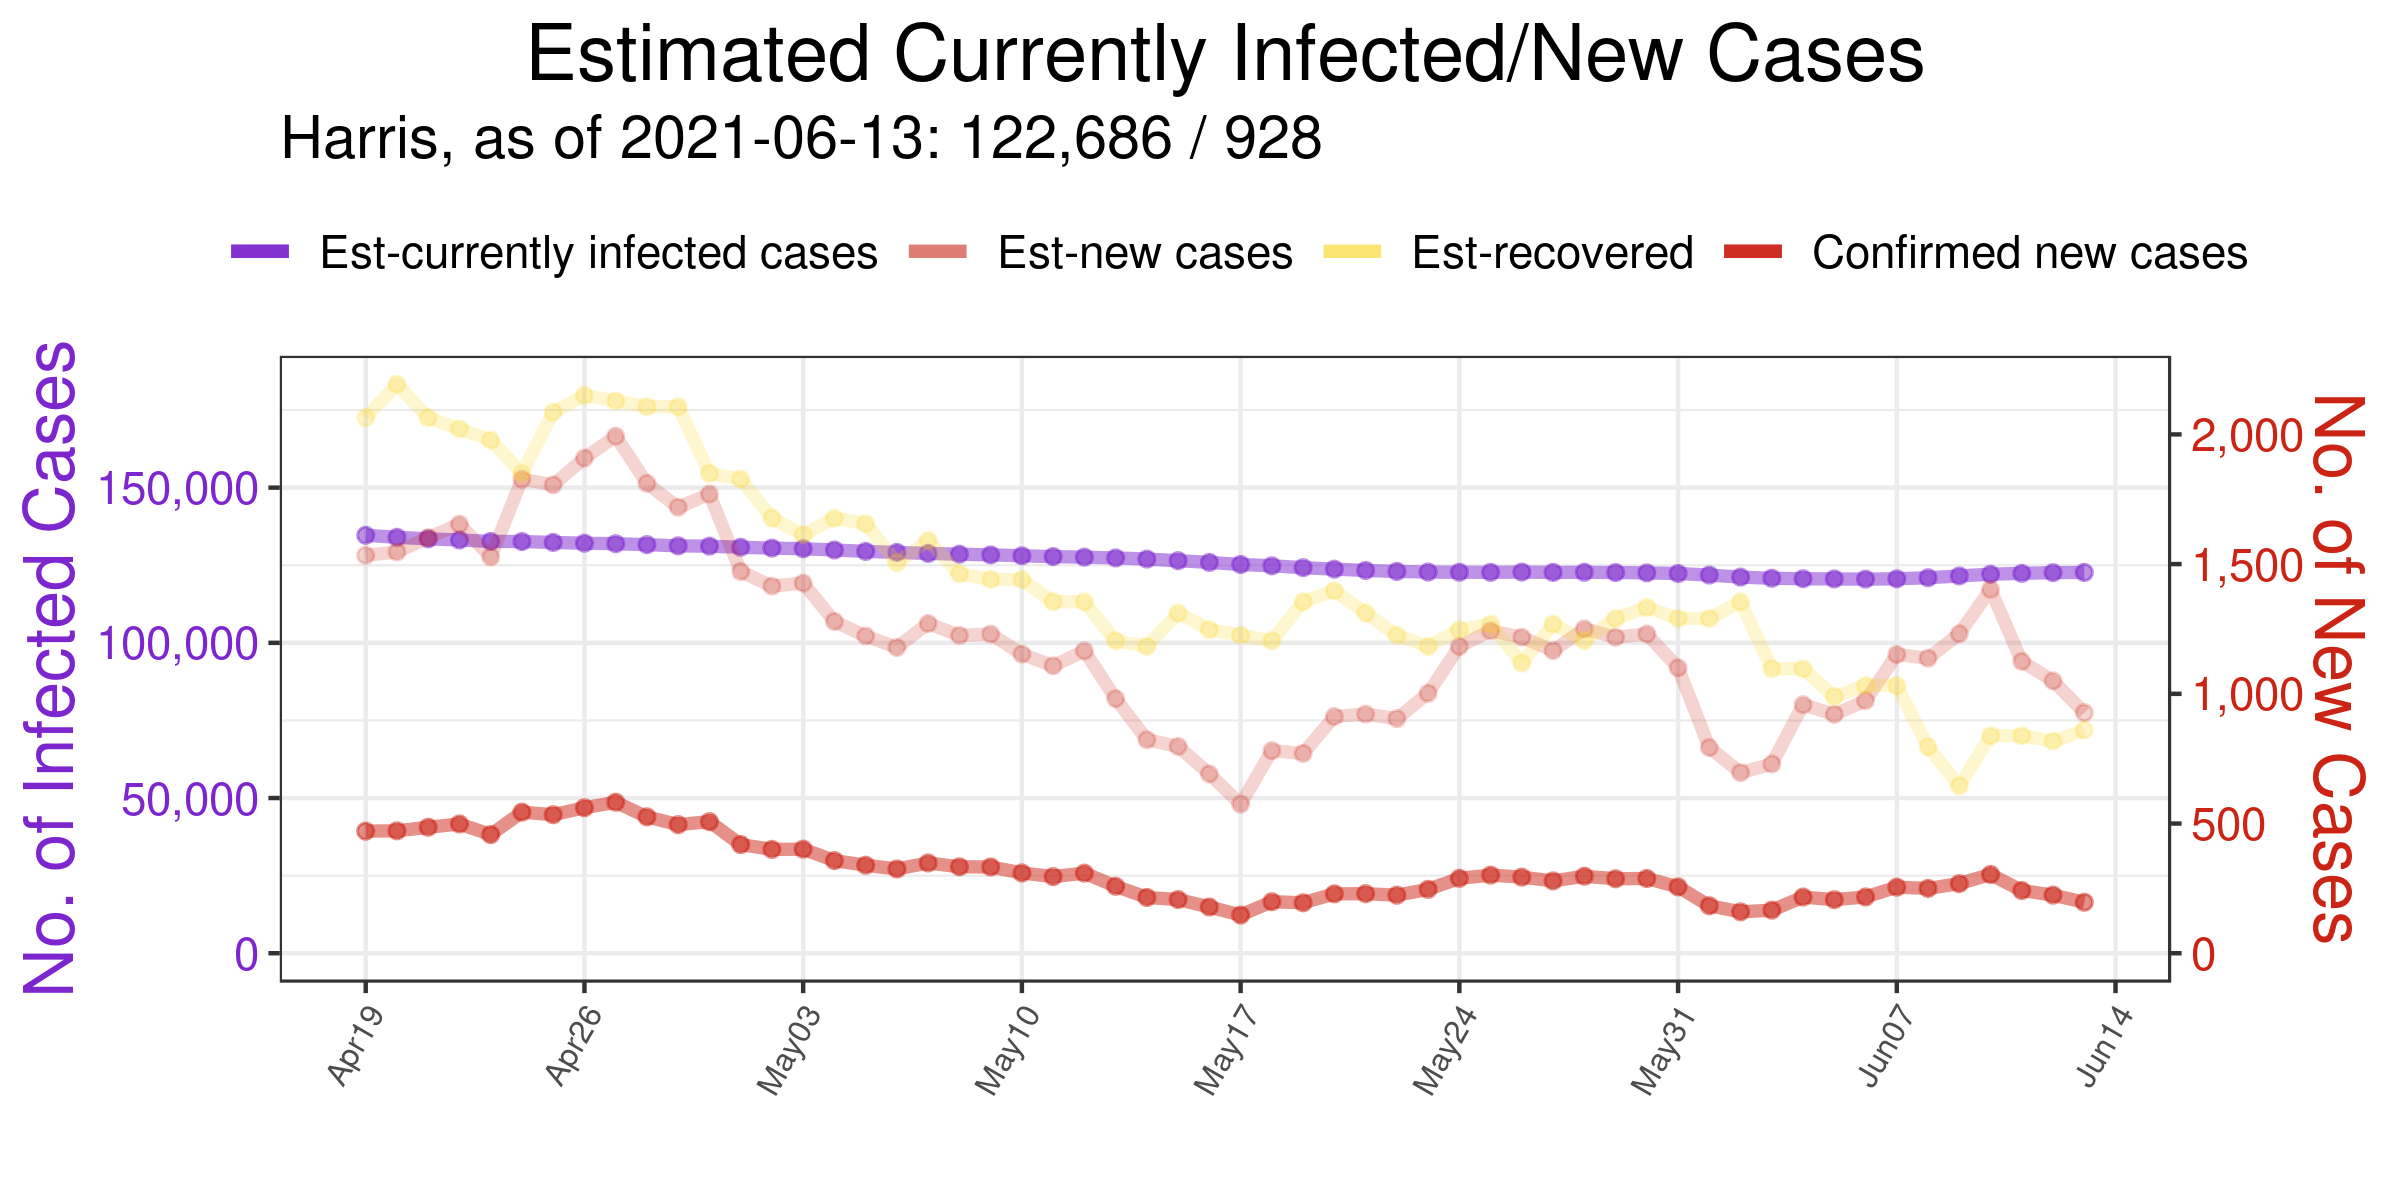 Estimated Currently Infected/New Cases
Harris, as of 2021-06-13: 122,686 / 928
Est-currently infected cases Est-new cases Est-recovered Confirmed new cases
No. of Infected Cases
150,000
100,000
50,000
0
2,000
1,500
1,000
500
0
No. of New Cases
Apr19 Apr26 May03 May10 May17 May24 May31 Jun07 Jun14